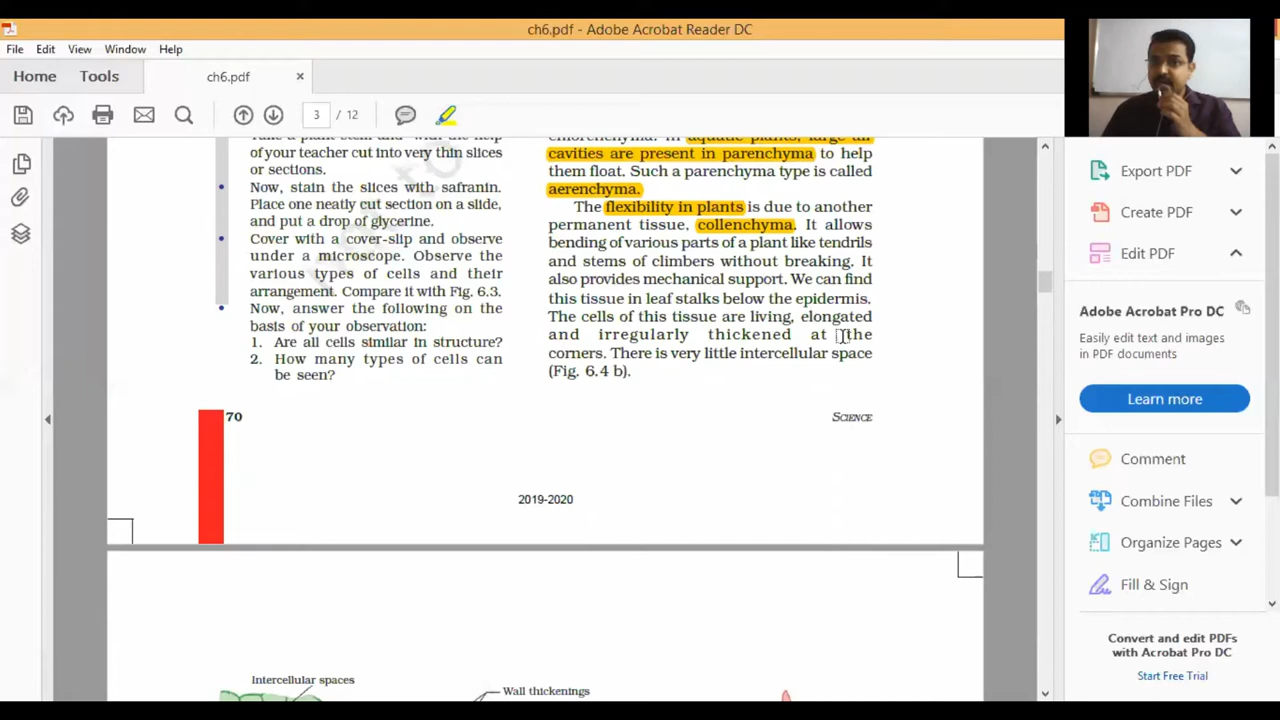 ch6.pdf - Adobe Acrobat Reader DC
File Edit View Window Help
Home Tools ch6.pdf ×
3 / 12
of your teacher cut into very thin slices
or sections.
• Now, stain the slices with safranin.
Place one neatly cut section on a slide,
and put a drop of glycerine.
• Cover with a cover-slip and observe
under a microscope. Observe the
various types of cells and their
arrangement. Compare it with Fig. 6.3.
• Now, answer the following on the
basis of your observation:
1. Are all cells similar in structure?
2. How many types of cells can
be seen?
chlorenchyma. In aquatic plants, large air
cavities are present in parenchyma to help
them float. Such a parenchyma type is called
aerenchyma.
The flexibility in plants is due to another
permanent tissue, collenchyma. It allows
bending of various parts of a plant like tendrils
and stems of climbers without breaking. It
also provides mechanical support. We can find
this tissue in leaf stalks below the epidermis.
The cells of this tissue are living, elongated
and irregularly thickened at the
corners. There is very little intercellular space
(Fig. 6.4 b).
70
SCIENCE
2019-2020
Intercellular spaces
Wall thickenings
Export PDF
Create PDF
Edit PDF
Adobe Acrobat Pro DC
Easily edit text and images
in PDF documents
Learn more
Comment
Combine Files
Organize Pages
Fill & Sign
Convert and edit PDFs
with Acrobat Pro DC
Start Free Trial